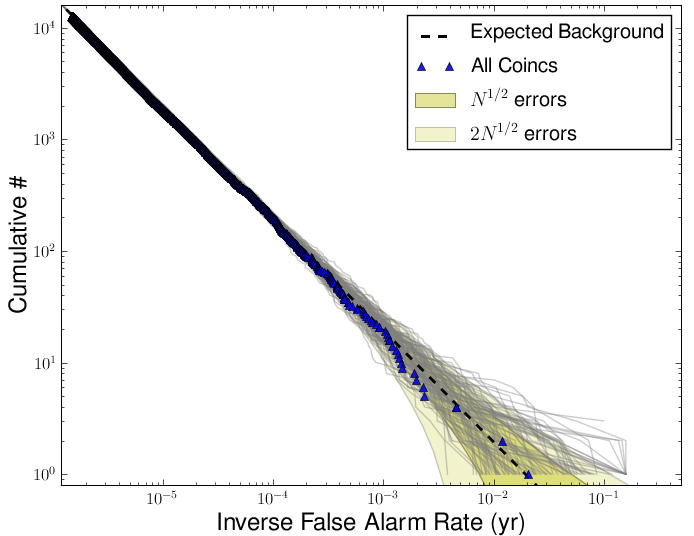 Expected Background
All Coincs
$N^{1/2}$ errors
$2N^{1/2}$ errors
Cumulative #
$10^4$
$10^3$
$10^2$
$10^1$
$10^0$
$10^{-5}$ $10^{-4}$ $10^{-3}$ $10^{-2}$ $10^{-1}$
Inverse False Alarm Rate (yr)